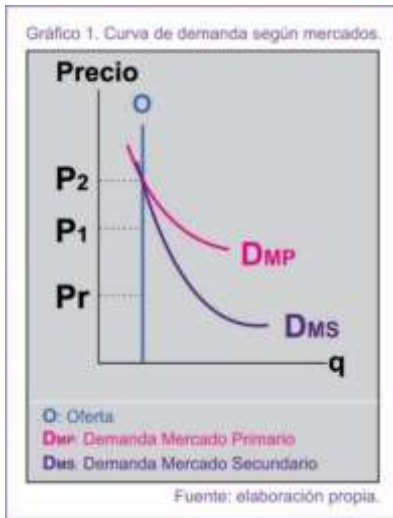 Gráfico 1. Curva de demanda según mercados.
Precio
O
P2
P1
DMP
Pr
DMS
q
O: Oferta
DMP: Demanda Mercado Primario
DMS: Demanda Mercado Secundario
Fuente: elaboración propia.